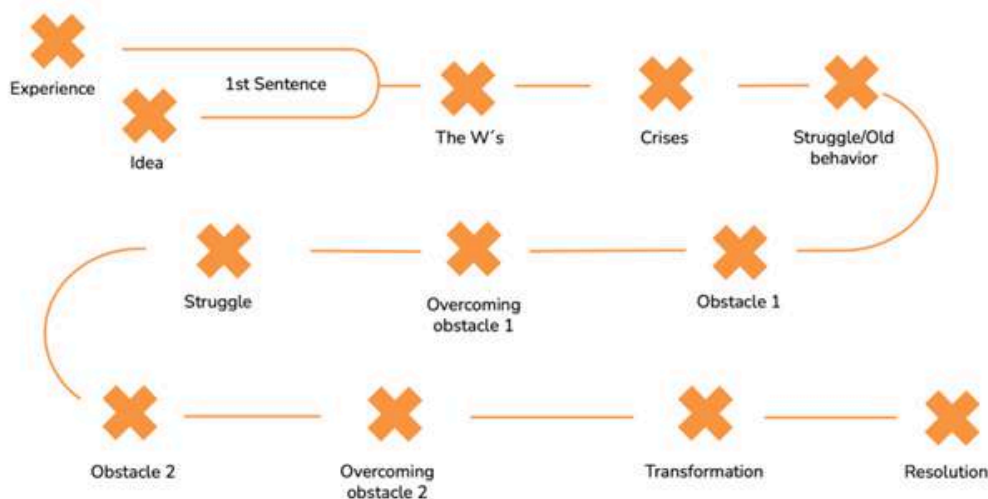 Experience
1st Sentence
Idea
The W´s
Crises
Struggle/Old
behavior
Struggle
Overcoming
obstacle 1
Obstacle 1
Obstacle 2
Overcoming
obstacle 2
Transformation
Resolution